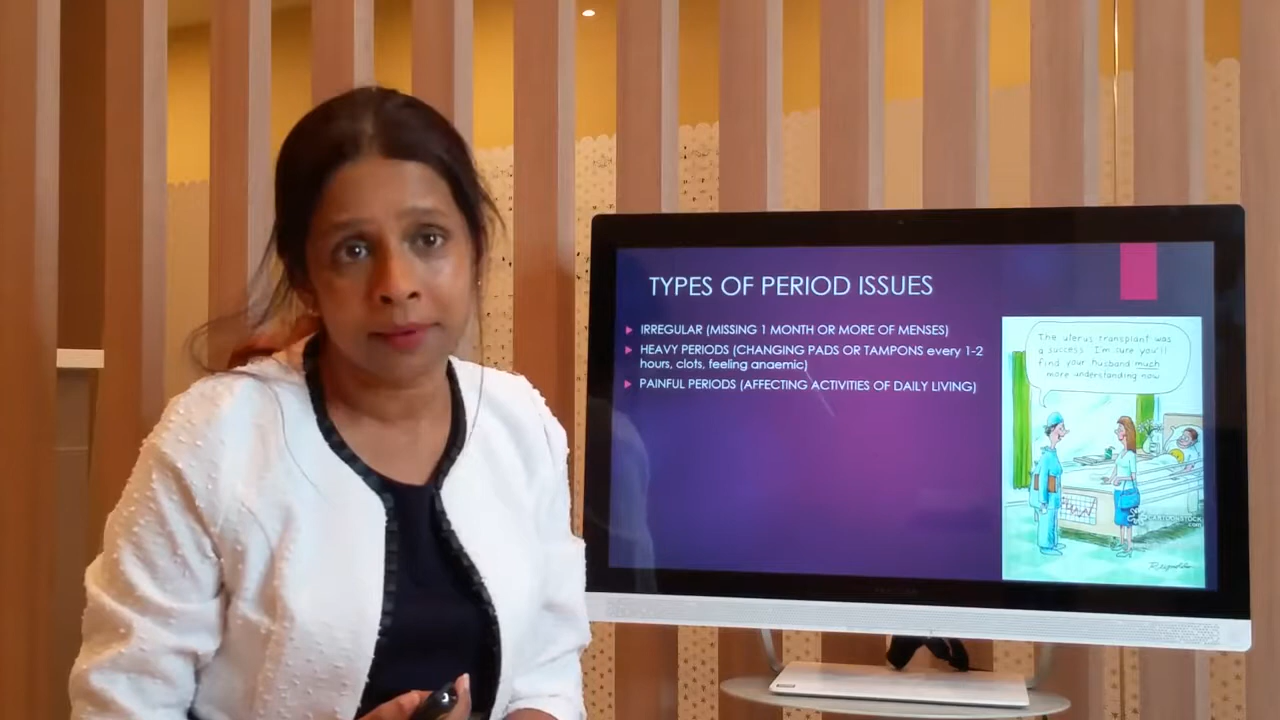 TYPES OF PERIOD ISSUES
IRREGULAR (MISSING 1 MONTH OR MORE OF MENSES)
HEAVY PERIODS (CHANGING PADS OR TAMPONS every 1-2
hours, clots, feeling anaemic)
PAINFUL PERIODS (AFFECTING ACTIVITIES OF DAILY LIVING)
The uterus transplant was
a success. I'm sure you'll
find your husband much
more understanding now
CARTOONSTOCK
.com